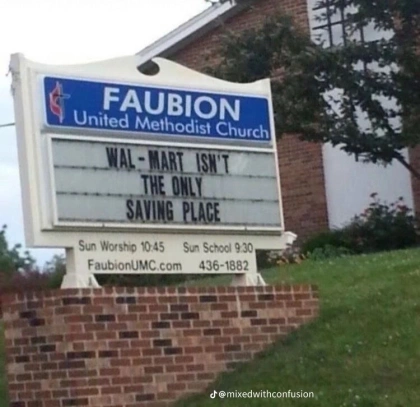 FAUBION
United Methodist Church
WAL-MART ISN'T
THE ONLY
SAVING PLACE
Sun Worship 10:45 Sun School 9:30
FaubionUMC.com 436-1882
@mixedwithconfusion